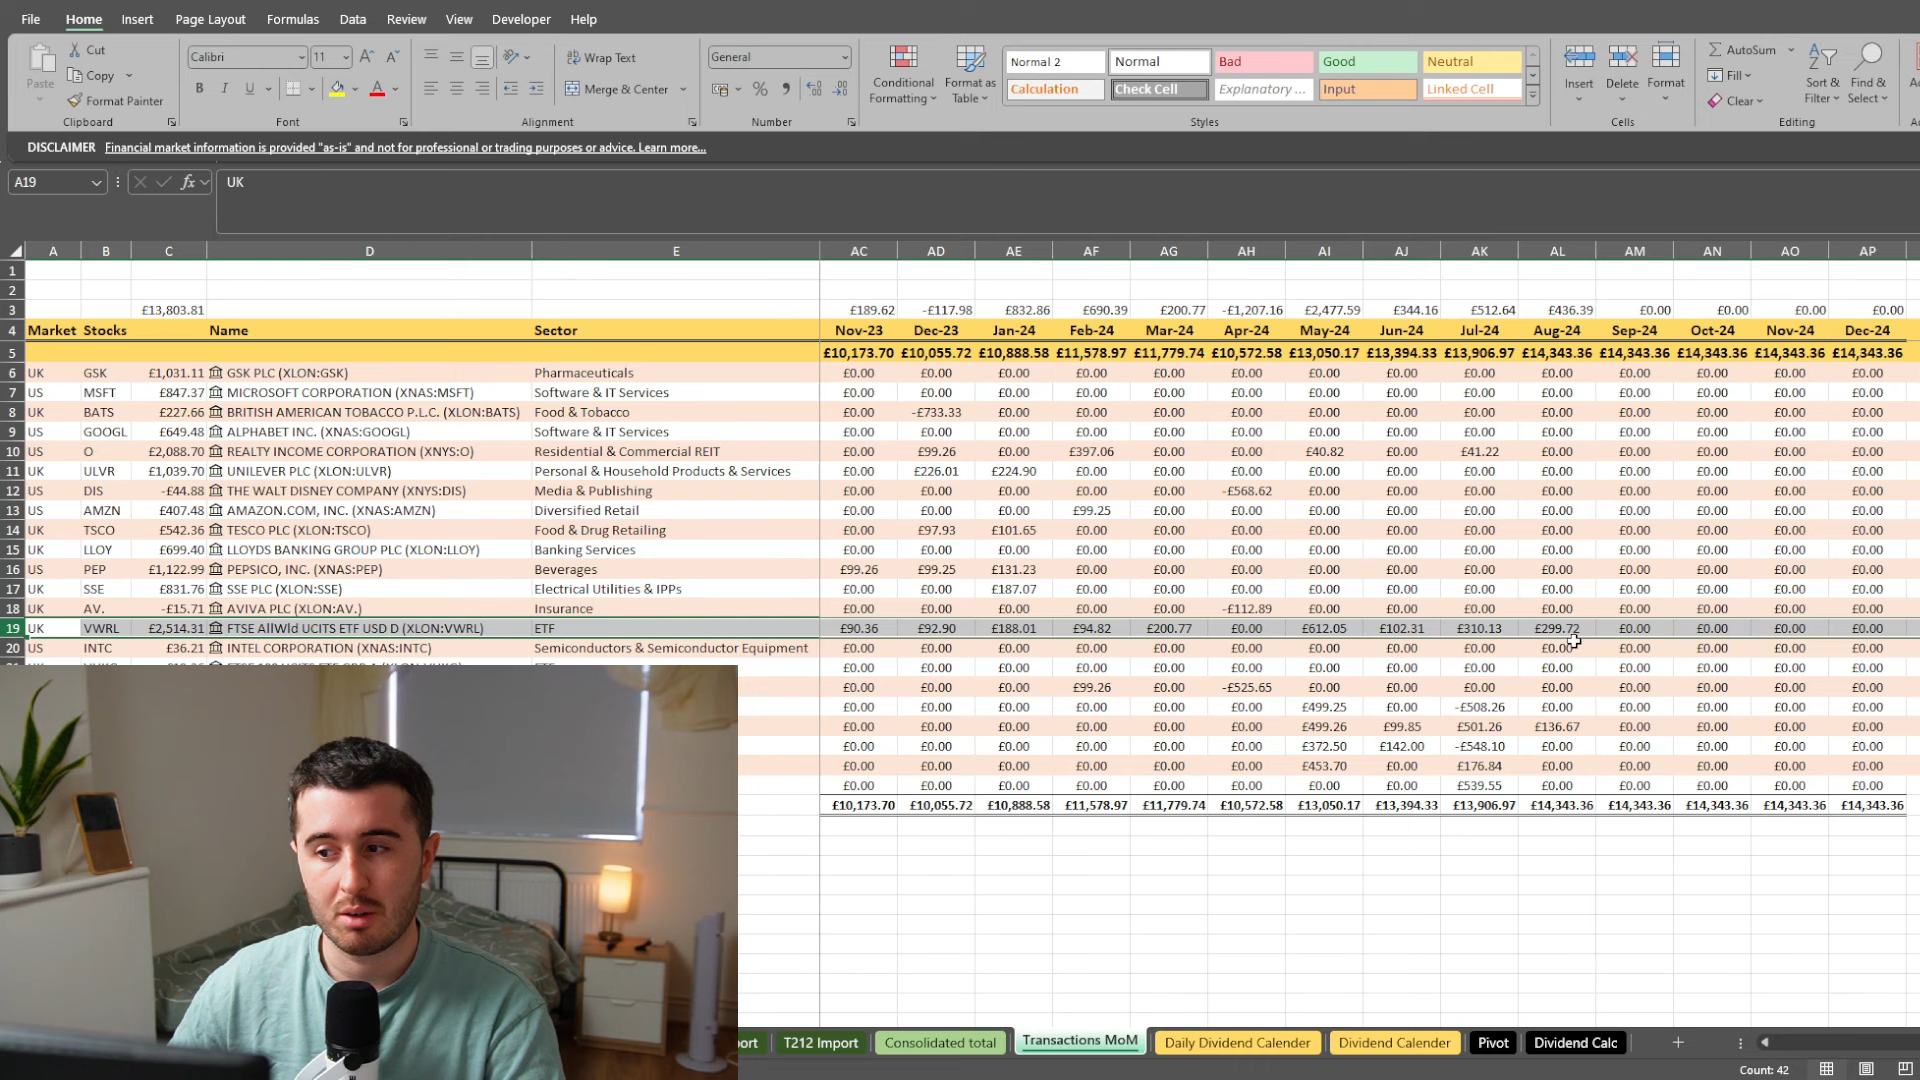 File Home Insert Page Layout Formulas Data Review View Developer Help
Paste Cut Copy Format Painter Clipboard
Calibri 11 B I U Font
Wrap Text Merge & Center Alignment
General Number
Conditional Formatting Format as Table
Normal 2 Normal Bad Good Neutral
Calculation Check Cell Explanatory ... Input Linked Cell
Styles
Insert Delete Format Cells
AutoSum Fill Clear Sort & Filter Find & Select Editing
DISCLAIMER Financial market information is provided "as-is" and not for professional or trading purposes or advice. Learn more...
A19 fx UK
A B C D E AC AD AE AF AG AH AI AJ AK AL AM AN AO AP
1
2
3 £13,803.81 £189.62 -£117.98 £832.86 £690.39 £200.77 -£1,207.16 £2,477.59 £344.16 £512.64 £436.39 £0.00 £0.00 £0.00 £0.00
4 Market Stocks Name Sector Nov-23 Dec-23 Jan-24 Feb-24 Mar-24 Apr-24 May-24 Jun-24 Jul-24 Aug-24 Sep-24 Oct-24 Nov-24 Dec-24
5 £10,173.70 £10,055.72 £10,888.58 £11,578.97 £11,779.74 £10,572.58 £13,050.17 £13,394.33 £13,906.97 £14,343.36 £14,343.36 £14,343.36 £14,343.36 £14,343.36
6 UK GSK £1,031.11 GSK PLC (XLON:GSK) Pharmaceuticals £0.00 £0.00 £0.00 £0.00 £0.00 £0.00 £0.00 £0.00 £0.00 £0.00 £0.00 £0.00 £0.00 £0.00
7 US MSFT £847.37 MICROSOFT CORPORATION (XNAS:MSFT) Software & IT Services £0.00 £0.00 £0.00 £0.00 £0.00 £0.00 £0.00 £0.00 £0.00 £0.00 £0.00 £0.00 £0.00 £0.00
8 UK BATS £227.66 BRITISH AMERICAN TOBACCO P.L.C. (XLON:BATS) Food & Tobacco £0.00 -£733.33 £0.00 £0.00 £0.00 £0.00 £0.00 £0.00 £0.00 £0.00 £0.00 £0.00 £0.00 £0.00
9 US GOOGL £649.48 ALPHABET INC. (XNAS:GOOGL) Software & IT Services £0.00 £0.00 £0.00 £0.00 £0.00 £0.00 £0.00 £0.00 £0.00 £0.00 £0.00 £0.00 £0.00 £0.00
10 US O £2,088.70 REALTY INCOME CORPORATION (XNYS:O) Residential & Commercial REIT £0.00 £99.26 £0.00 £397.06 £0.00 £0.00 £40.82 £0.00 £41.22 £0.00 £0.00 £0.00 £0.00 £0.00
11 UK ULVR £1,039.70 UNILEVER PLC (XLON:ULVR) Personal & Household Products & Services £0.00 £226.01 £224.90 £0.00 £0.00 £0.00 £0.00 £0.00 £0.00 £0.00 £0.00 £0.00 £0.00 £0.00
12 US DIS -£44.88 THE WALT DISNEY COMPANY (XNYS:DIS) Media & Publishing £0.00 £0.00 £0.00 £0.00 £0.00 -£568.62 £0.00 £0.00 £0.00 £0.00 £0.00 £0.00 £0.00 £0.00
13 US AMZN £407.48 AMAZON.COM, INC. (XNAS:AMZN) Diversified Retail £0.00 £0.00 £0.00 £99.25 £0.00 £0.00 £0.00 £0.00 £0.00 £0.00 £0.00 £0.00 £0.00 £0.00
14 UK TSCO £542.36 TESCO PLC (XLON:TSCO) Food & Drug Retailing £0.00 £97.93 £101.65 £0.00 £0.00 £0.00 £0.00 £0.00 £0.00 £0.00 £0.00 £0.00 £0.00 £0.00
15 UK LLOY £699.40 LLOYDS BANKING GROUP PLC (XLON:LLOY) Banking Services £0.00 £0.00 £0.00 £0.00 £0.00 £0.00 £0.00 £0.00 £0.00 £0.00 £0.00 £0.00 £0.00 £0.00
16 US PEP £1,122.99 PEPSICO, INC. (XNAS:PEP) Beverages £99.26 £99.25 £131.23 £0.00 £0.00 £0.00 £0.00 £0.00 £0.00 £0.00 £0.00 £0.00 £0.00 £0.00
17 UK SSE £831.76 SSE PLC (XLON:SSE) Electrical Utilities & IPPs £0.00 £0.00 £187.07 £0.00 £0.00 £0.00 £0.00 £0.00 £0.00 £0.00 £0.00 £0.00 £0.00 £0.00
18 UK AV. -£15.71 AVIVA PLC (XLON:AV.) Insurance £0.00 £0.00 £0.00 £0.00 £0.00 -£112.89 £0.00 £0.00 £0.00 £0.00 £0.00 £0.00 £0.00 £0.00
19 UK VWRL £2,514.31 FTSE AllWld UCITS ETF USD D (XLON:VWRL) ETF £90.36 £92.90 £188.01 £94.82 £200.77 £0.00 £612.05 £102.31 £310.13 £299.72 £0.00 £0.00 £0.00 £0.00
20 US INTC £36.21 INTEL CORPORATION (XNAS:INTC) Semiconductors & Semiconductor Equipment £0.00 £0.00 £0.00 £0.00 £0.00 £0.00 £0.00 £0.00 £0.00 £0.00 £0.00 £0.00 £0.00 £0.00
£0.00 £0.00 £0.00 £0.00 £0.00 £0.00 £0.00 £0.00 £0.00 £0.00 £0.00 £0.00 £0.00 £0.00
£0.00 £0.00 £0.00 £99.26 £0.00 -£525.65 £0.00 £0.00 £0.00 £0.00 £0.00 £0.00 £0.00 £0.00
£0.00 £0.00 £0.00 £0.00 £0.00 £0.00 £499.25 £0.00 -£508.26 £0.00 £0.00 £0.00 £0.00 £0.00
£0.00 £0.00 £0.00 £0.00 £0.00 £0.00 £499.26 £99.85 £501.26 £136.67 £0.00 £0.00 £0.00 £0.00
£0.00 £0.00 £0.00 £0.00 £0.00 £0.00 £372.50 £142.00 -£548.10 £0.00 £0.00 £0.00 £0.00 £0.00
£0.00 £0.00 £0.00 £0.00 £0.00 £0.00 £453.70 £0.00 £176.84 £0.00 £0.00 £0.00 £0.00 £0.00
£0.00 £0.00 £0.00 £0.00 £0.00 £0.00 £0.00 £0.00 £539.55 £0.00 £0.00 £0.00 £0.00 £0.00
£10,173.70 £10,055.72 £10,888.58 £11,578.97 £11,779.74 £10,572.58 £13,050.17 £13,394.33 £13,906.97 £14,343.36 £14,343.36 £14,343.36 £14,343.36 £14,343.36
ort T212 Import Consolidated total Transactions MoM Daily Dividend Calender Dividend Calender Pivot Dividend Calc
Count: 42